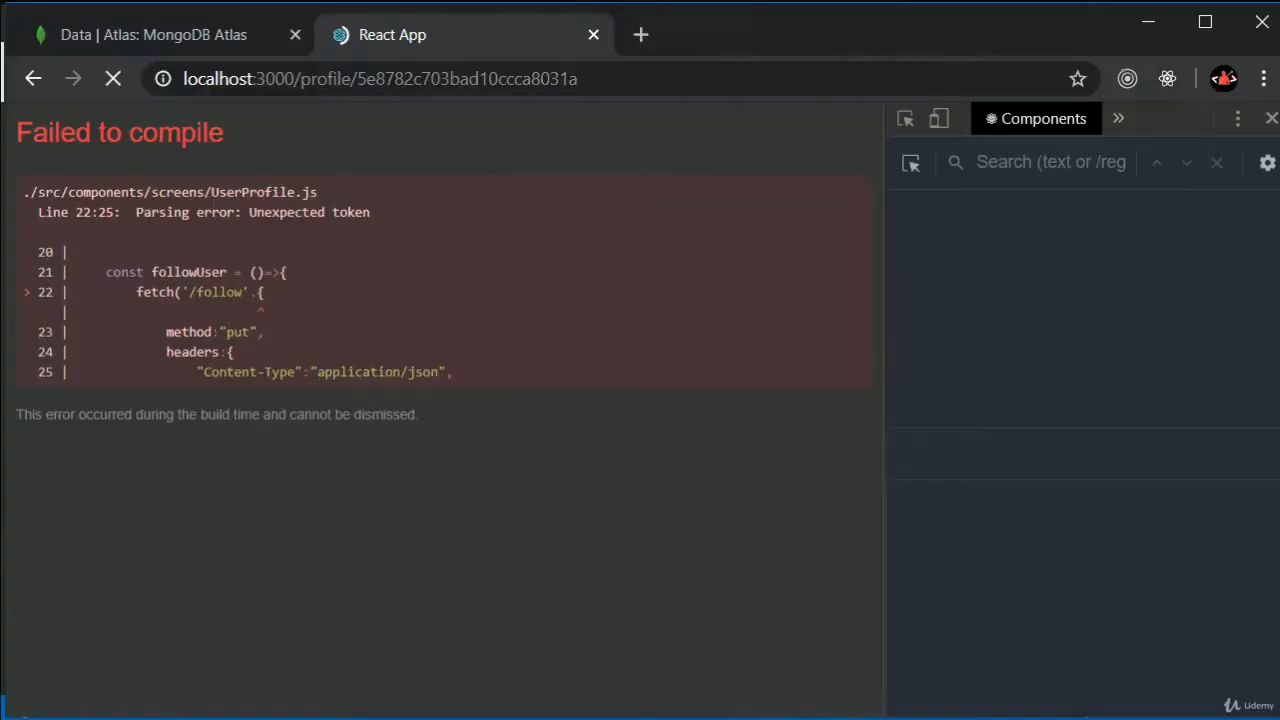 Data | Atlas: MongoDB Atlas
React App
localhost:3000/profile/5e8782c703bad10ccca8031a
Components
Search (text or /reg
Failed to compile
./src/components/screens/UserProfile.js
Line 22:25:  Parsing error: Unexpected token
20 |
21 |     const followUser = ()=>{
> 22 |         fetch('/follow'.{
|                         ^
23 |             method:"put",
24 |             headers:{
25 |                 "Content-Type":"application/json",
This error occurred during the build time and cannot be dismissed.
Udemy